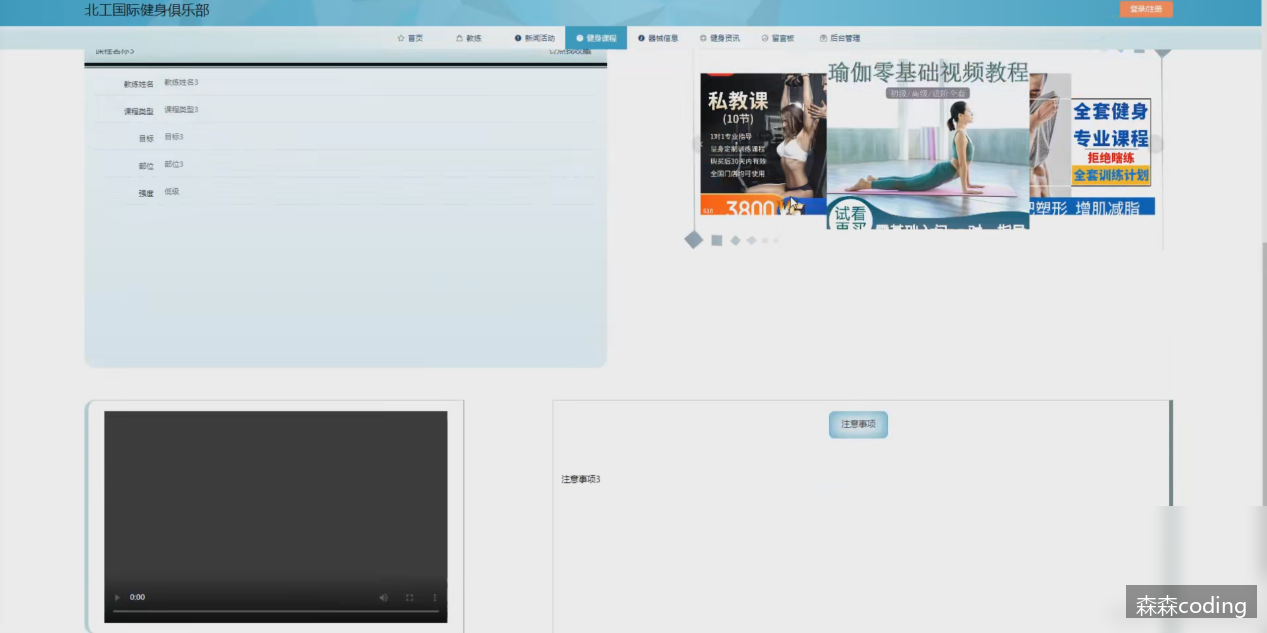 北工国际健身俱乐部
登录/注册
首页
教练
新闻活动
健身课程
器械信息
健身资讯
留言板
后台管理
课程名称3
教练姓名 教练姓名3
课程类型 课程类型3
目标 目标3
部位 部位3
强度 低级
私教课
(10节)
1对1专业指导
量身定制训练课程
购买后30天内有效
全国门店均可使用
618
3800
瑜伽零基础视频教程
初级/高级/进阶全套
试看
再买
全套健身
专业课程
拒绝瞎练
全套训练计划
塑形 增肌减脂
0:00
注意事项
注意事项3
森森coding